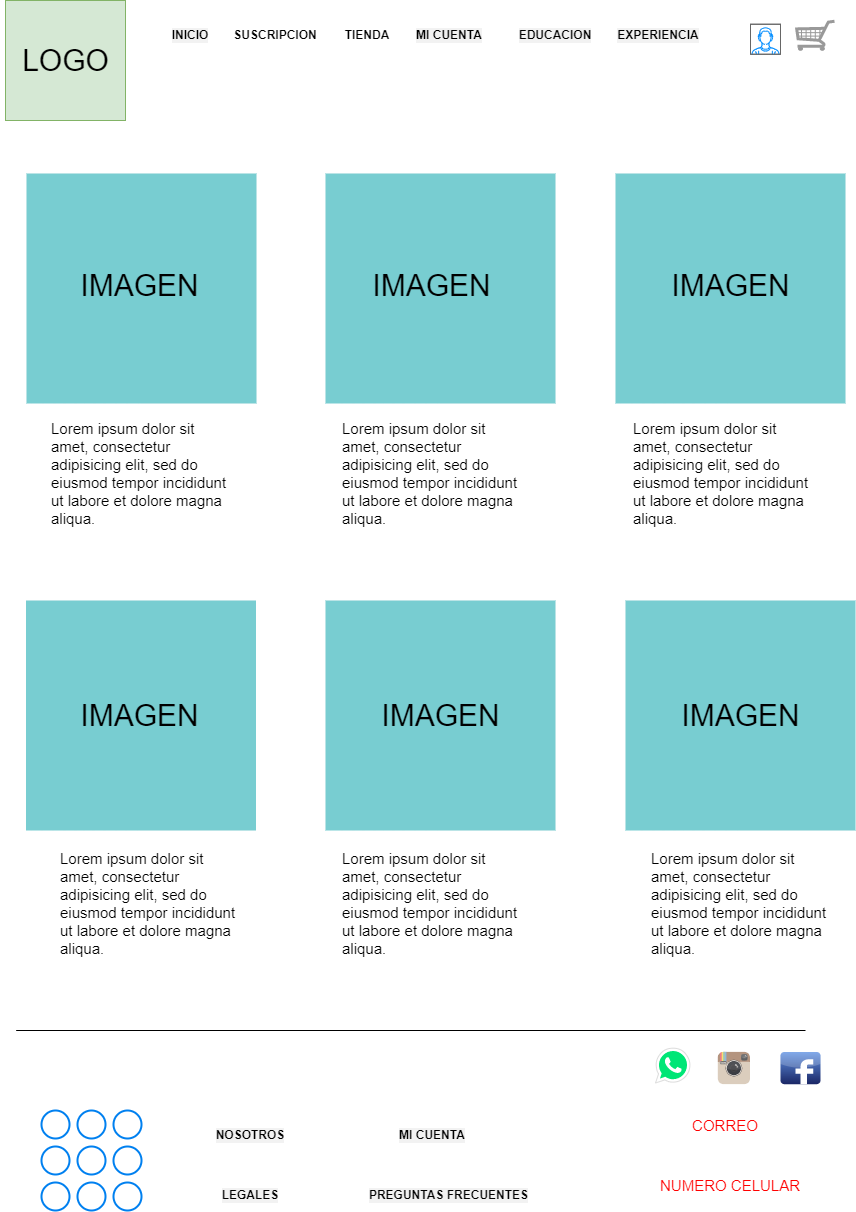 LOGO
INICIO
SUSCRIPCION
TIENDA
MI CUENTA
EDUCACION
EXPERIENCIA
IMAGEN
IMAGEN
IMAGEN
Lorem ipsum dolor sit
amet, consectetur
adipisicing elit, sed do
eiusmod tempor incididunt
ut labore et dolore magna
aliqua.
Lorem ipsum dolor sit
amet, consectetur
adipisicing elit, sed do
eiusmod tempor incididunt
ut labore et dolore magna
aliqua.
Lorem ipsum dolor sit
amet, consectetur
adipisicing elit, sed do
eiusmod tempor incididunt
ut labore et dolore magna
aliqua.
IMAGEN
IMAGEN
IMAGEN
Lorem ipsum dolor sit
amet, consectetur
adipisicing elit, sed do
eiusmod tempor incididunt
ut labore et dolore magna
aliqua.
Lorem ipsum dolor sit
amet, consectetur
adipisicing elit, sed do
eiusmod tempor incididunt
ut labore et dolore magna
aliqua.
Lorem ipsum dolor sit
amet, consectetur
adipisicing elit, sed do
eiusmod tempor incididunt
ut labore et dolore magna
aliqua.
NOSOTROS
MI CUENTA
CORREO
LEGALES
PREGUNTAS FRECUENTES
NUMERO CELULAR